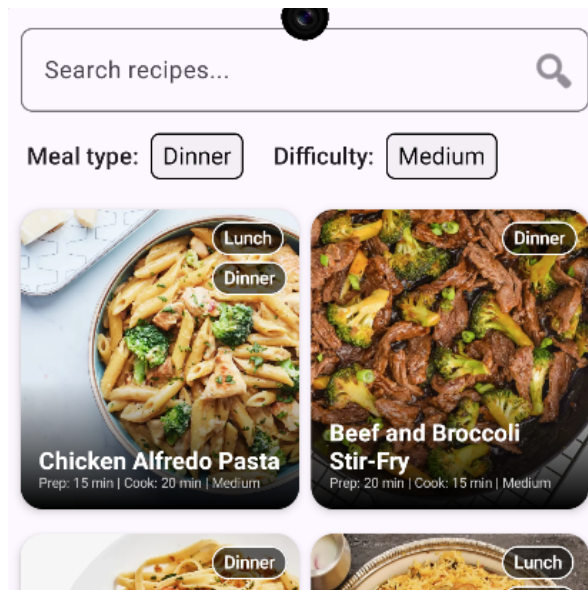 Search recipes...
Meal type: Dinner Difficulty: Medium
Lunch
Dinner
Chicken Alfredo Pasta
Prep: 15 min | Cook: 20 min | Medium
Dinner
Beef and Broccoli
Stir-Fry
Prep: 20 min | Cook: 15 min | Medium
Dinner
Lunch